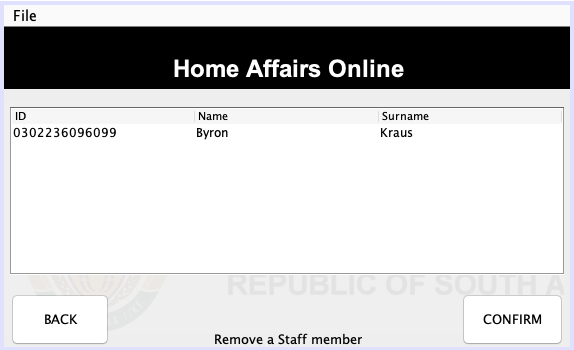 File
Home Affairs Online
ID Name Surname
0302236096099 Byron Kraus
REPUBLIC OF SOUTH A
BACK
CONFIRM
Remove a Staff member